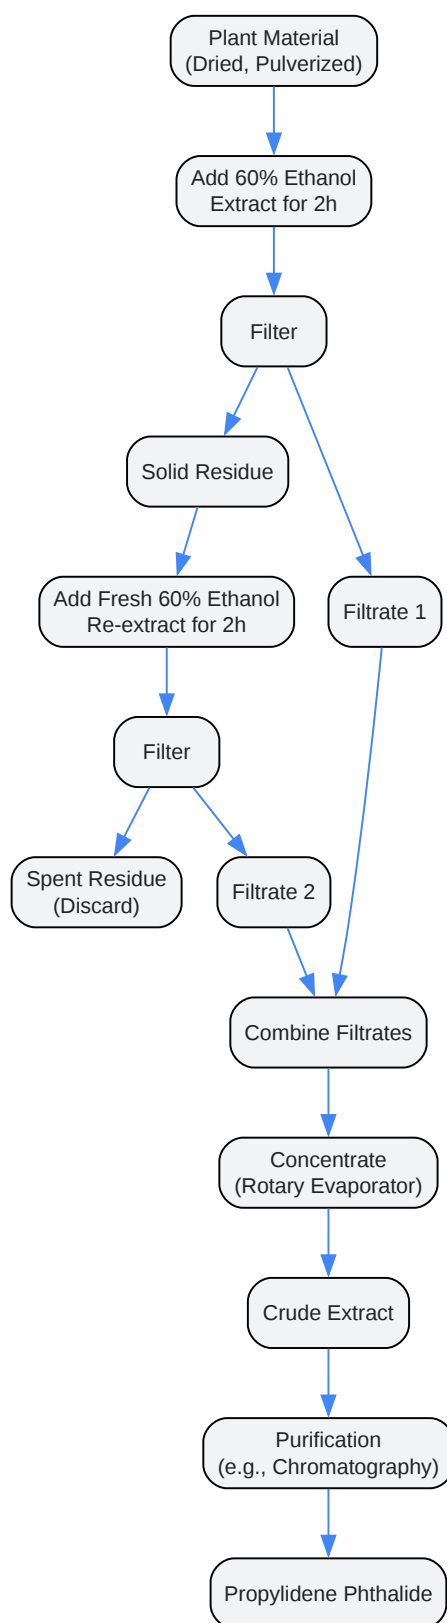 Plant Material
(Dried, Pulverized)
Add 60% Ethanol
Extract for 2h
Filter
Solid Residue
Add Fresh 60% Ethanol
Re-extract for 2h
Filtrate 1
Filter
Spent Residue
(Discard)
Filtrate 2
Combine Filtrates
Concentrate
(Rotary Evaporator)
Crude Extract
Purification
(e.g., Chromatography)
Propylidene Phthalide